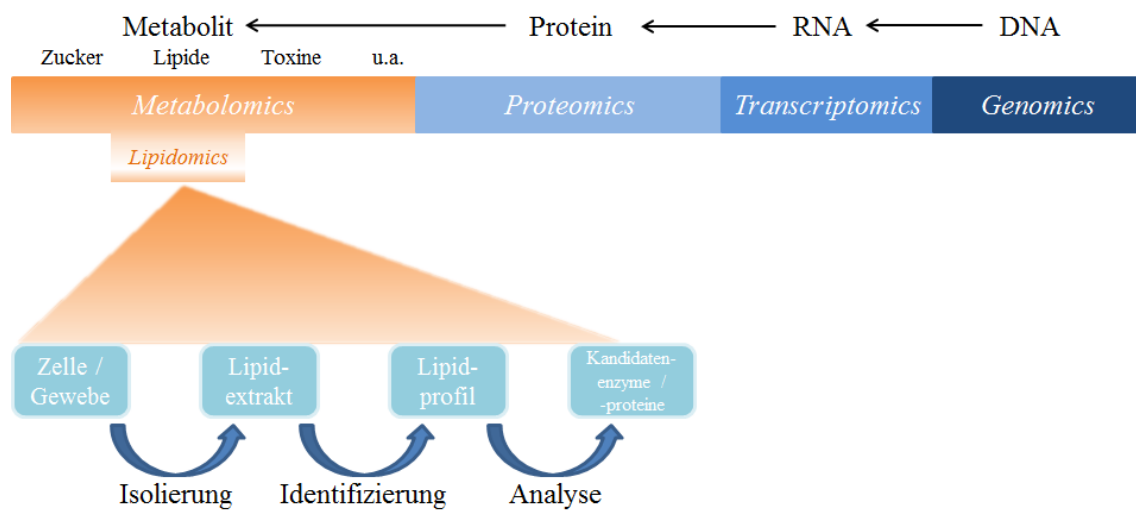 Metabolit Protein RNA DNA
Zucker Lipide Toxine u.a.
Metabolomics Proteomics Transcriptomics Genomics
Lipidomics
Zelle /
Gewebe
Lipid-
extrakt
Lipid-
profil
Kandidaten-
enzyme /
-proteine
Isolierung Identifizierung Analyse